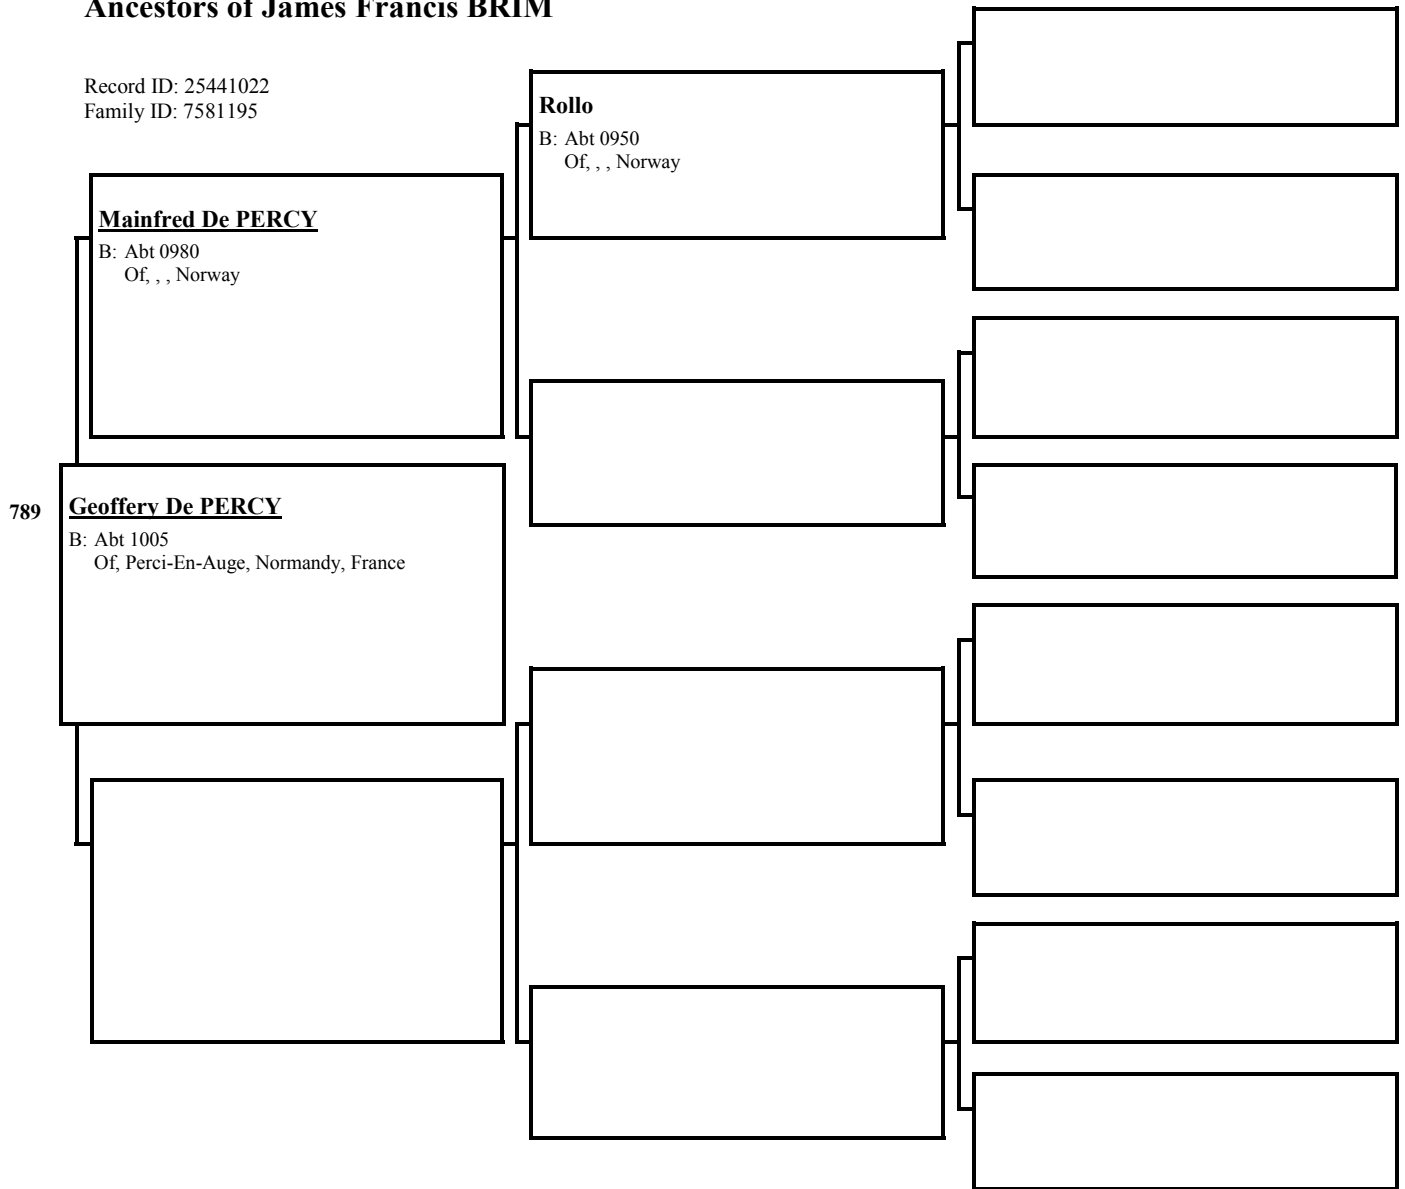 Ancestors of James Francis BRIM
Record ID: 25441022
Family ID: 7581195
Rollo
B: Abt 0950
Of, , , Norway
Mainfred De PERCY
B: Abt 0980
Of, , , Norway
789
Geoffery De PERCY
B: Abt 1005
Of, Perci-En-Auge, Normandy, France